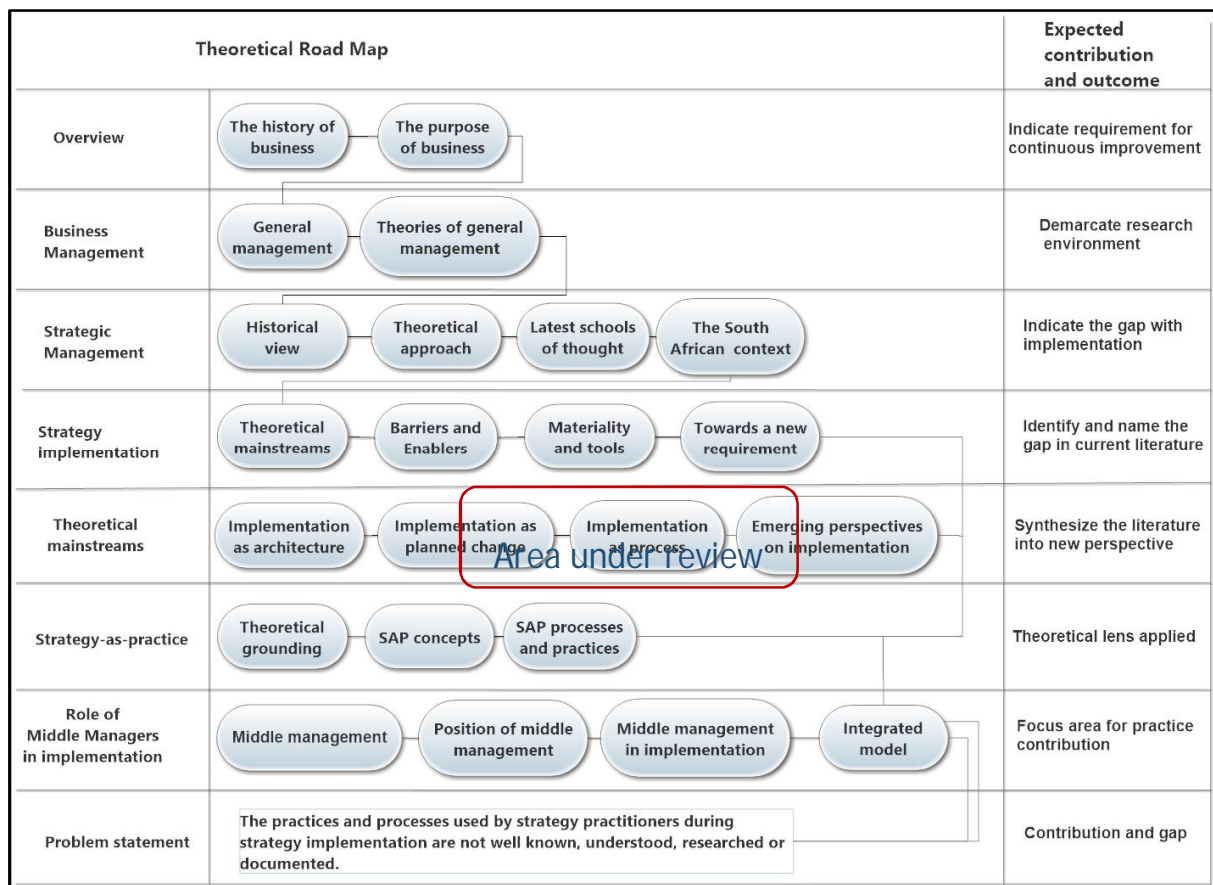 Theoretical Road Map
Expected
contribution
and outcome
Overview
The history of
business
The purpose
of business
Indicate requirement for
continuous improvement
Business
Management
General
management
Theories of general
management
Demarcate research
environment
Strategic
Management
Historical
view
Theoretical
approach
Latest schools
of thought
The South
African context
Indicate the gap with
implementation
Strategy
implementation
Theoretical
mainstreams
Barriers and
Enablers
Materiality
and tools
Towards a new
requirement
Identify and name the
gap in current literature
Theoretical
mainstreams
Implementation
as architecture
Implementation as
planned change
Implementation
as process
Emerging perspectives
on implementation
Area under review
Synthesize the literature
into new perspective
Strategy-as-practice
Theoretical
grounding
SAP concepts
SAP processes
and practices
Theoretical lens applied
Role of
Middle Managers
in implementation
Middle management
Position of middle
management
Middle management
in implementation
Integrated
model
Focus area for practice
contribution
Problem statement
The practices and processes used by strategy practitioners during
strategy implementation are not well known, understood, researched or
documented.
Contribution and gap